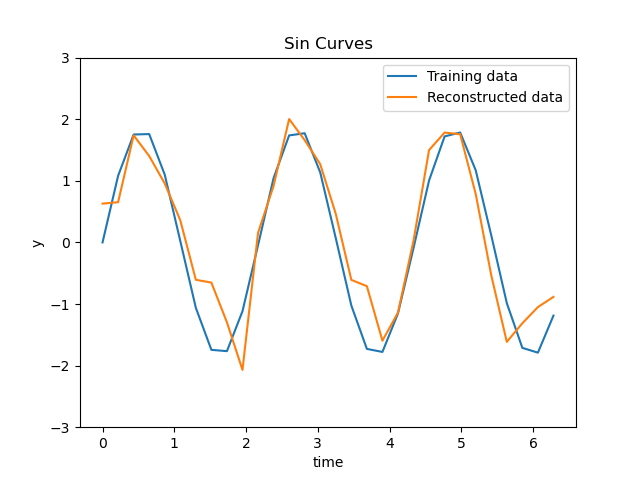 Sin Curves
Training data
Reconstructed data
3
2
1
0
−1
−2
−3
y
0 1 2 3 4 5 6
time